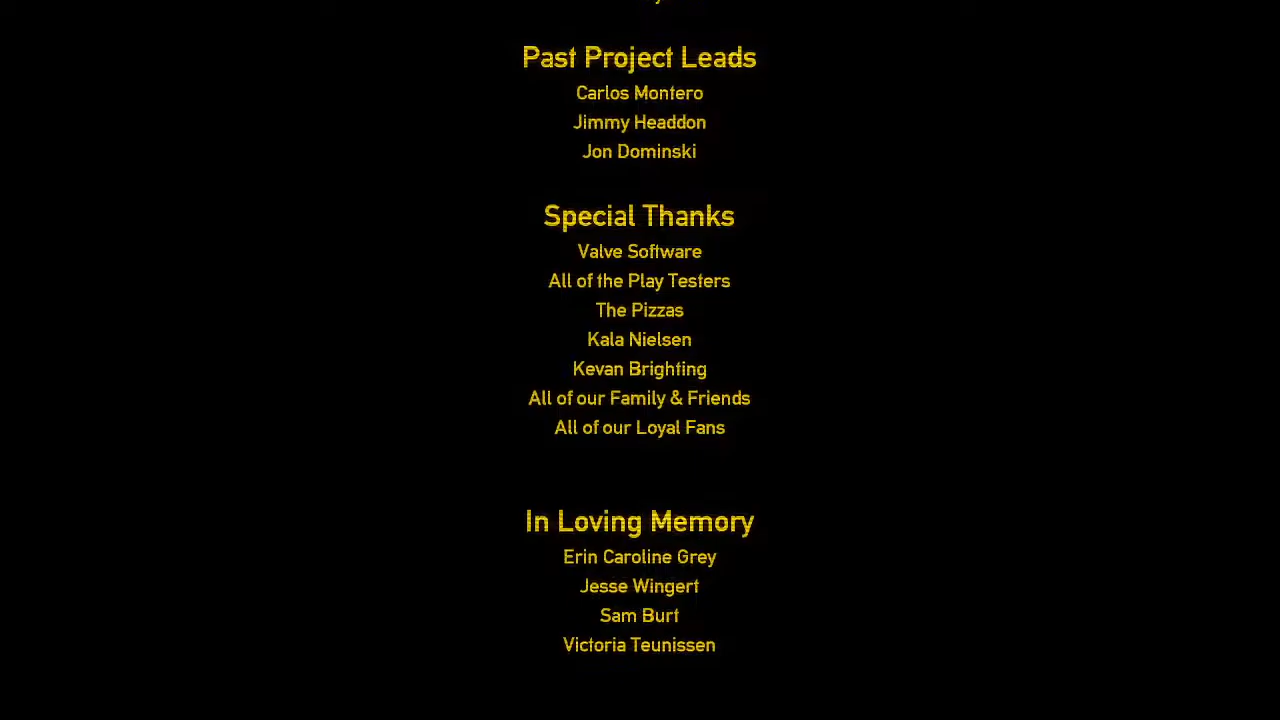 Past Project Leads
Carlos Montero
Jimmy Headdon
Jon Dominski
Special Thanks
Valve Software
All of the Play Testers
The Pizzas
Kala Nielsen
Kevan Brighting
All of our Family & Friends
All of our Loyal Fans
In Loving Memory
Erin Caroline Grey
Jesse Wingert
Sam Burt
Victoria Teunissen